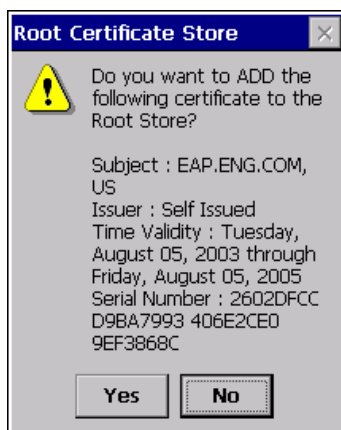 Root Certificate Store
Do you want to ADD the
following certificate to the
Root Store?
Subject : EAP.ENG.COM,
US
Issuer : Self Issued
Time Validity : Tuesday,
August 05, 2003 through
Friday, August 05, 2005
Serial Number : 2602DFCC
D9BA7993 406E2CE0
9EF3868C
Yes No